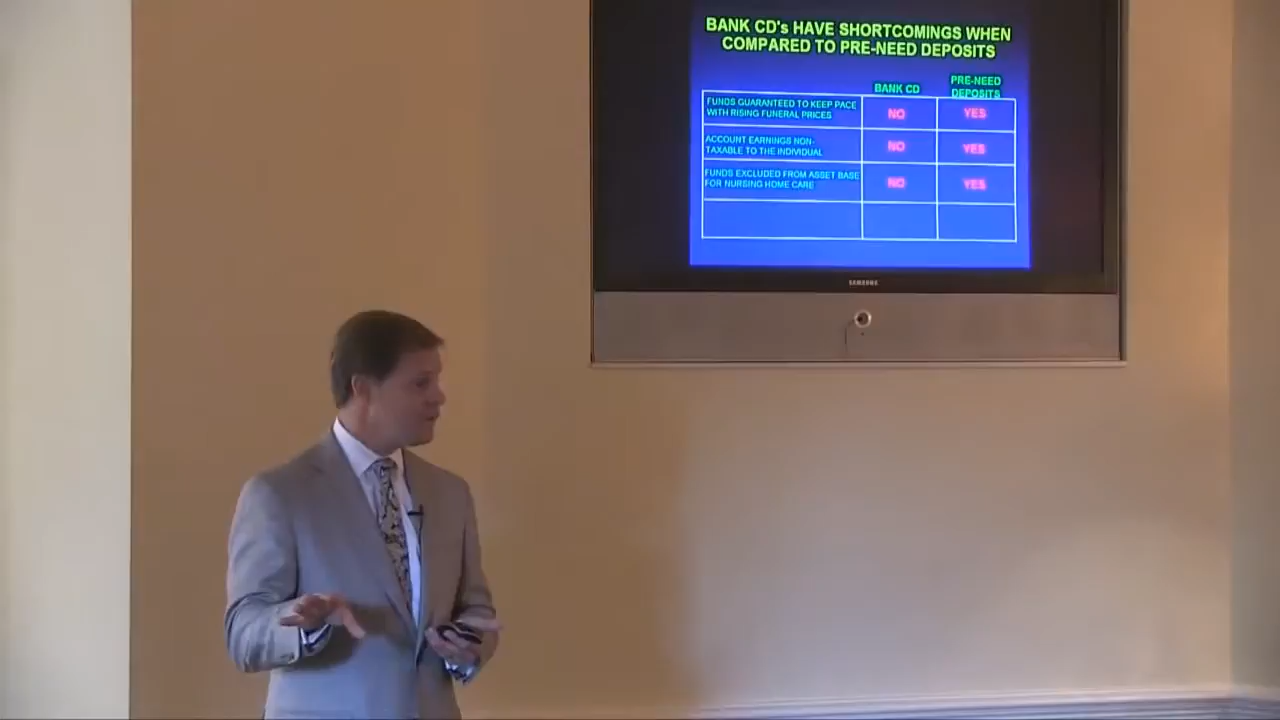 BANK CD's HAVE SHORTCOMINGS WHEN
COMPARED TO PRE-NEED DEPOSITS
BANK CD
PRE-NEED
DEPOSITS
FUNDS GUARANTEED TO KEEP PACE
WITH RISING FUNERAL PRICES
NO
YES
ACCOUNT EARNINGS NON-
TAXABLE TO THE INDIVIDUAL
NO
YES
FUNDS EXCLUDED FROM ASSET BASE
FOR NURSING HOME CARE
NO
YES
SAMSUNG